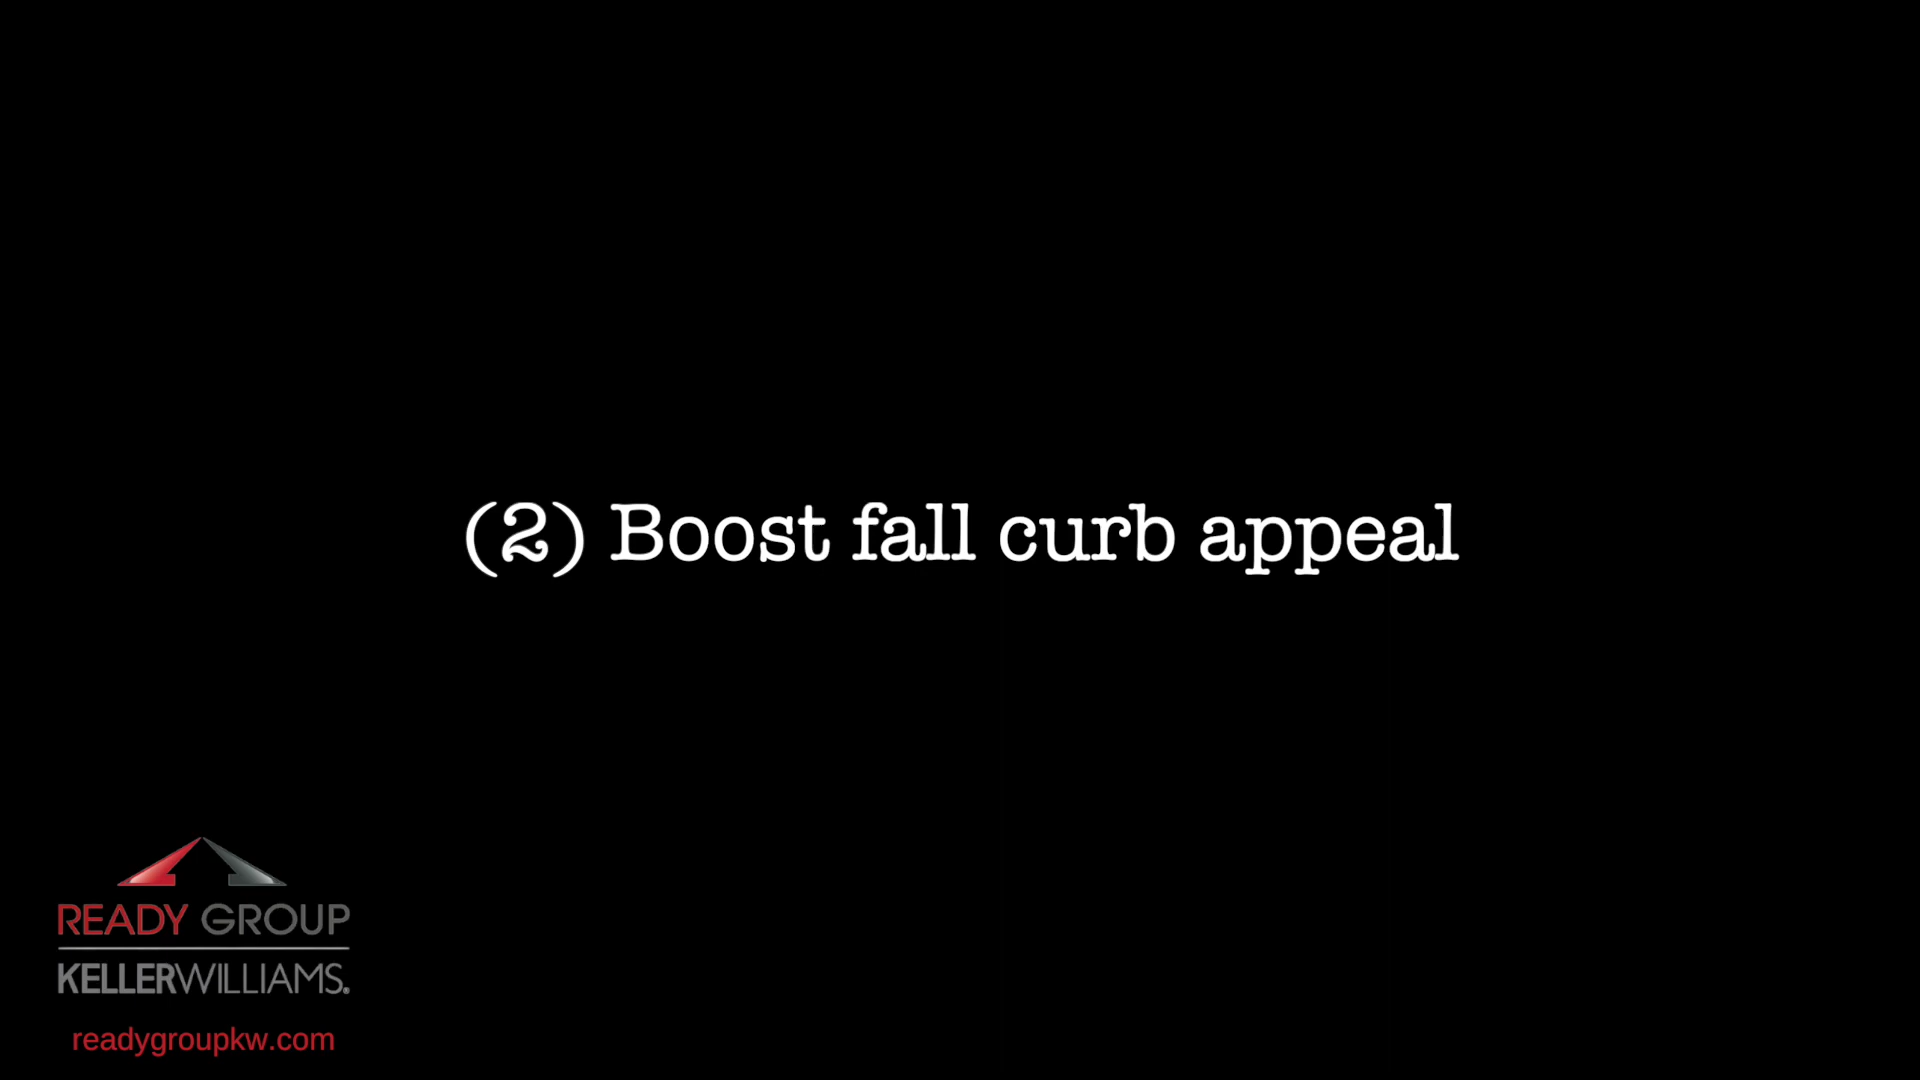 (2) Boost fall curb appeal
READY GROUP
KELLERWILLIAMS.
readygroupkw.com